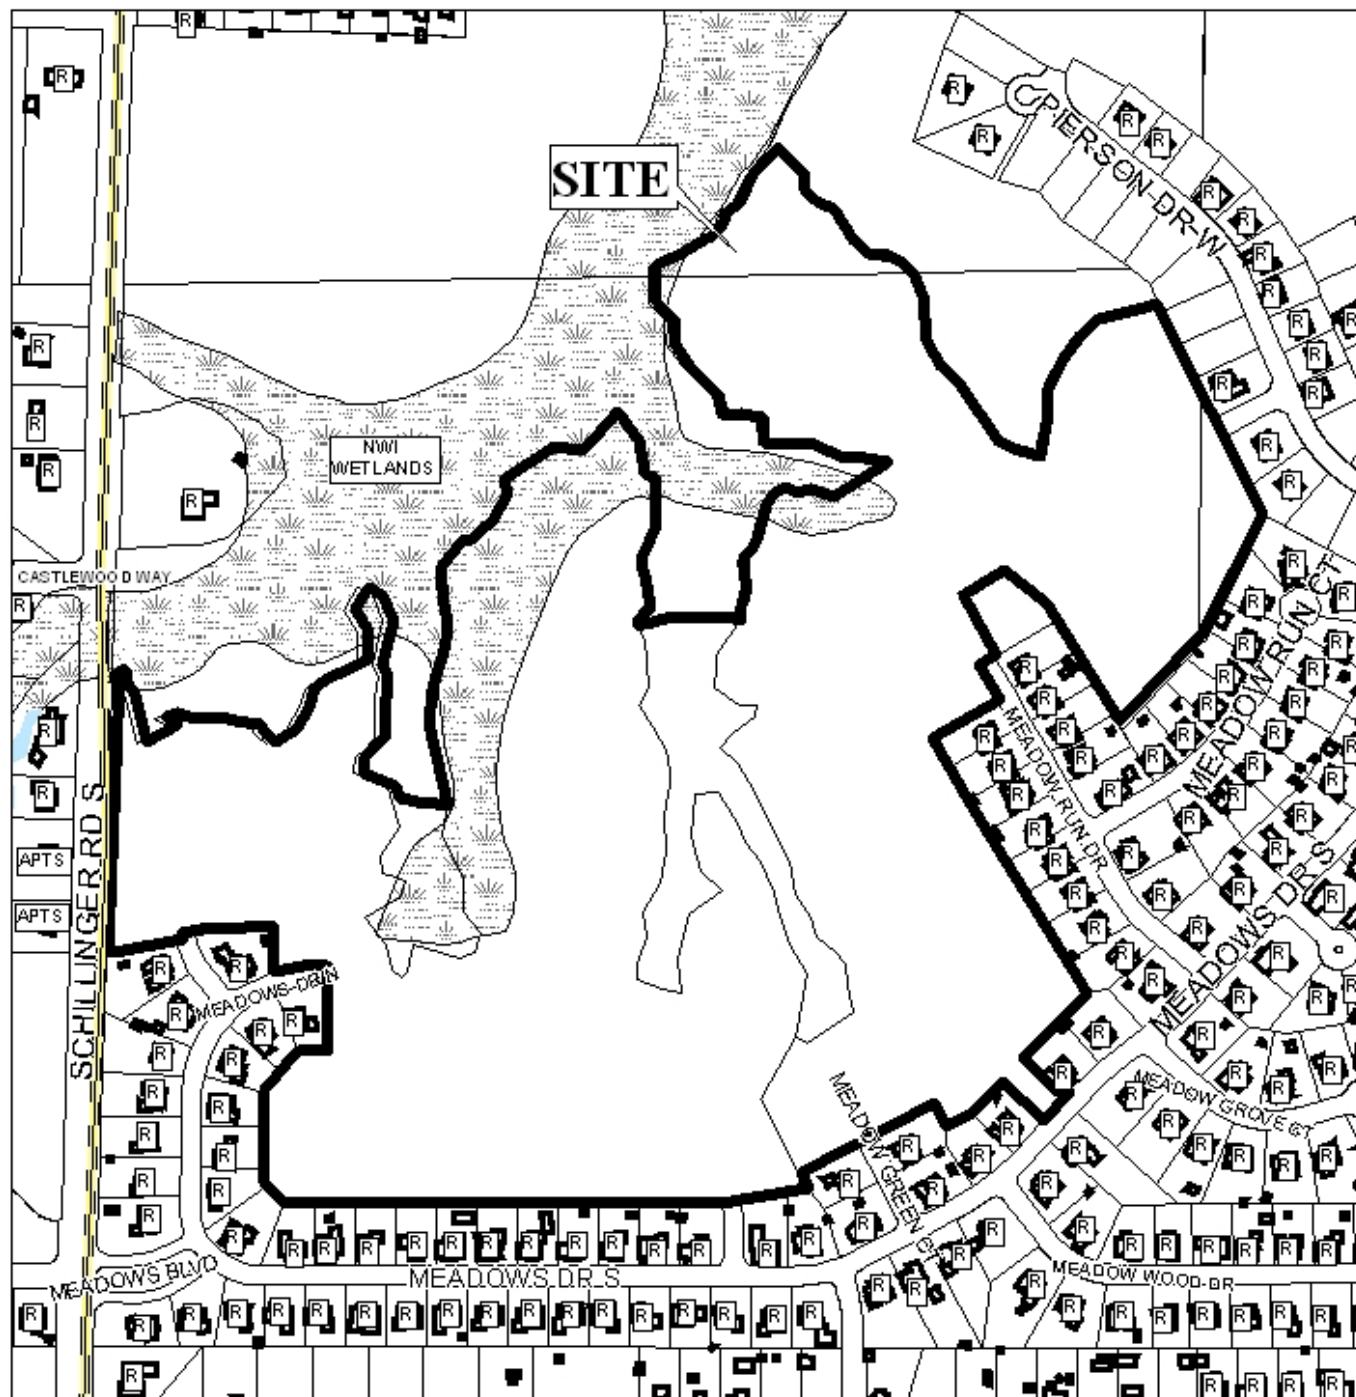 SITE
PIERSON-DR-W
NWI
WETLANDS
CASTLEWOOD WAY
SCHILLINGER RD S
APTS
APTS
MEADOWS-DR-N
MEADOW RUN CT
MEADOW-RUN-DR
MEADOWS-DR-S
MEADOW GROVE CT
MEADOW GREEN CT
MEADOWS BLVD
MEADOWS DR S
MEADOW WOOD-DR
R